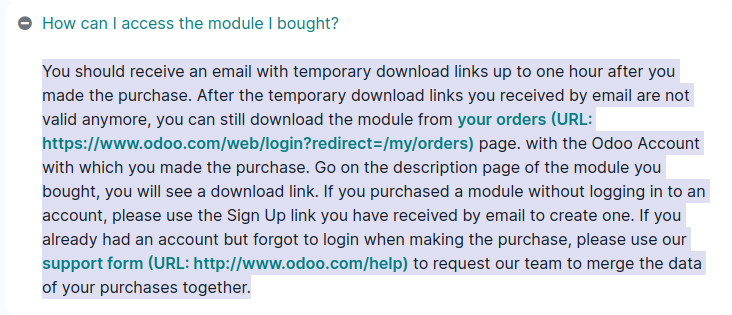 How can I access the module I bought?
You should receive an email with temporary download links up to one hour after you
made the purchase. After the temporary download links you received by email are not
valid anymore, you can still download the module from your orders (URL:
https://www.odoo.com/web/login?redirect=/my/orders) page. with the Odoo Account
with which you made the purchase. Go on the description page of the module you
bought, you will see a download link. If you purchased a module without logging in to an
account, please use the Sign Up link you have received by email to create one. If you
already had an account but forgot to login when making the purchase, please use our
support form (URL: http://www.odoo.com/help) to request our team to merge the data
of your purchases together.